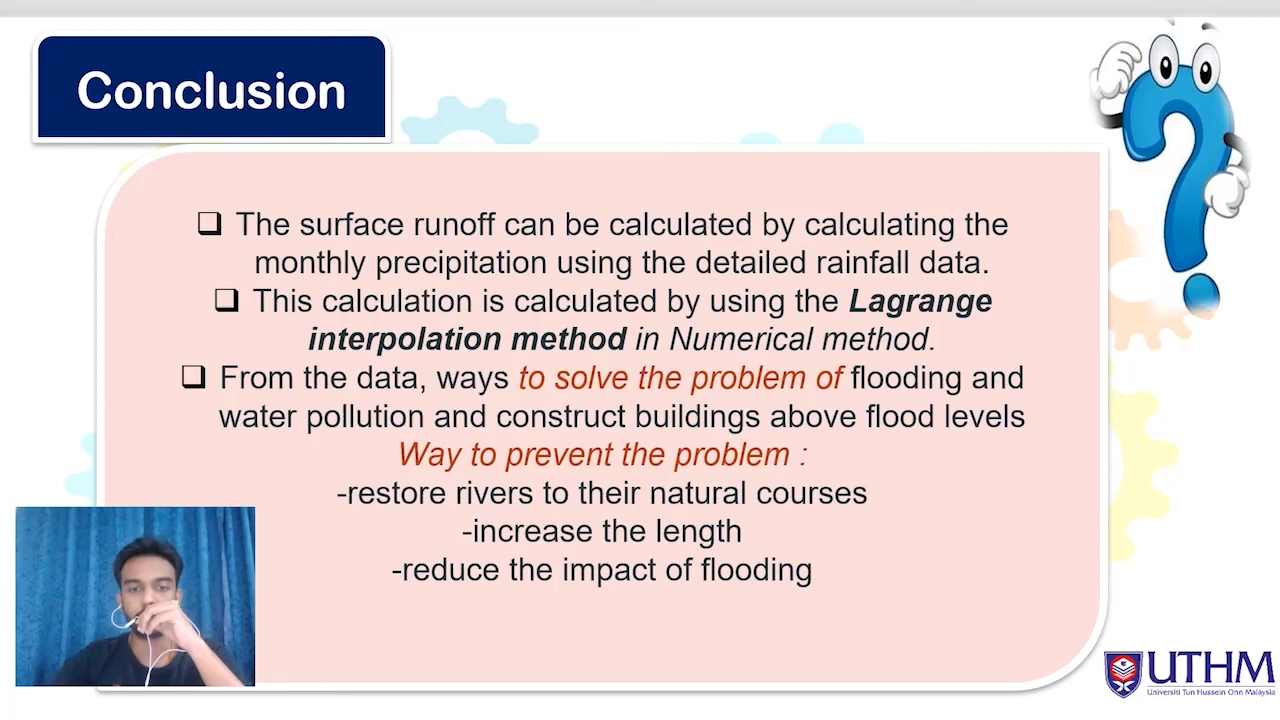 Conclusion
❑ The surface runoff can be calculated by calculating the
monthly precipitation using the detailed rainfall data.
❑ This calculation is calculated by using the Lagrange
interpolation method in Numerical method.
❑ From the data, ways to solve the problem of flooding and
water pollution and construct buildings above flood levels
Way to prevent the problem :
-restore rivers to their natural courses
-increase the length
-reduce the impact of flooding
UTHM
Universiti Tun Hussein Onn Malaysia